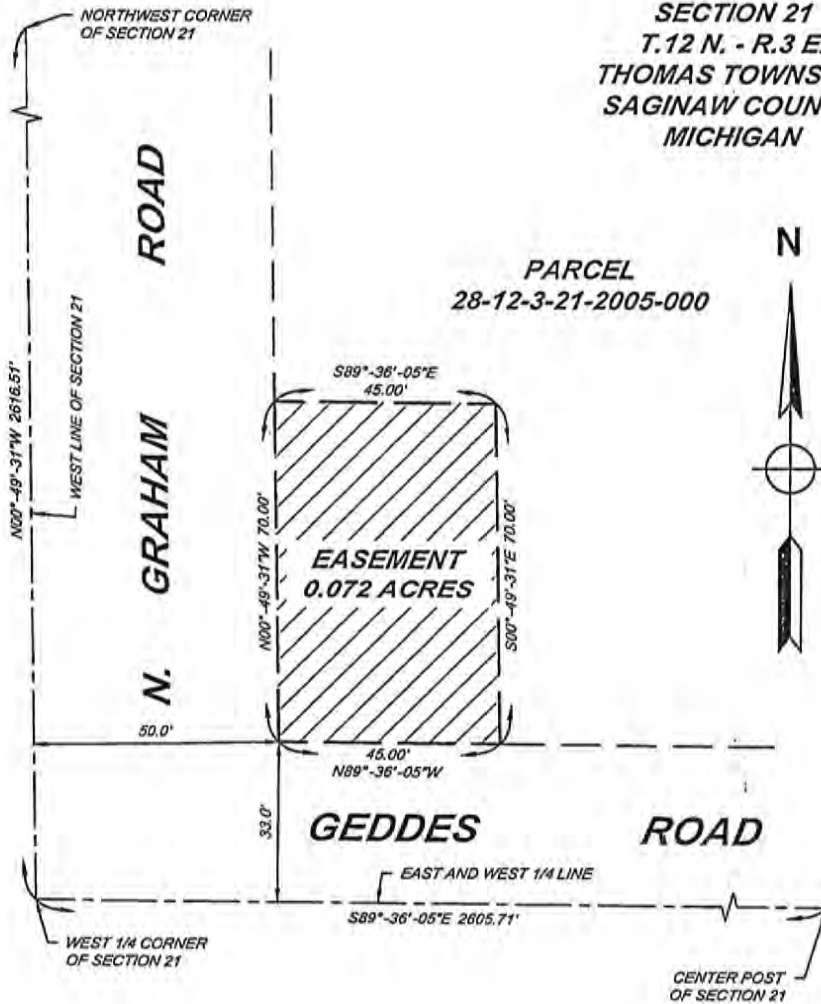 NORTHWEST CORNER
OF SECTION 21
SECTION 21
T.12 N. - R.3 E.
THOMAS TOWNS
SAGINAW COUN
MICHIGAN
N. GRAHAM ROAD
WEST LINE OF SECTION 21
N00°-49'-31"W 2616.51'
N
PARCEL
28-12-3-21-2005-000
S89°-36'-05"E
45.00'
N00°-49'-31"W 70.00'
EASEMENT
0.072 ACRES
S00°-49'-31"E 70.00'
50.0'
45.00'
N89°-36'-05"W
33.0'
GEDDES ROAD
EAST AND WEST 1/4 LINE
S89°-36'-05"E 2605.71'
WEST 1/4 CORNER
OF SECTION 21
CENTER POST
OF SECTION 21